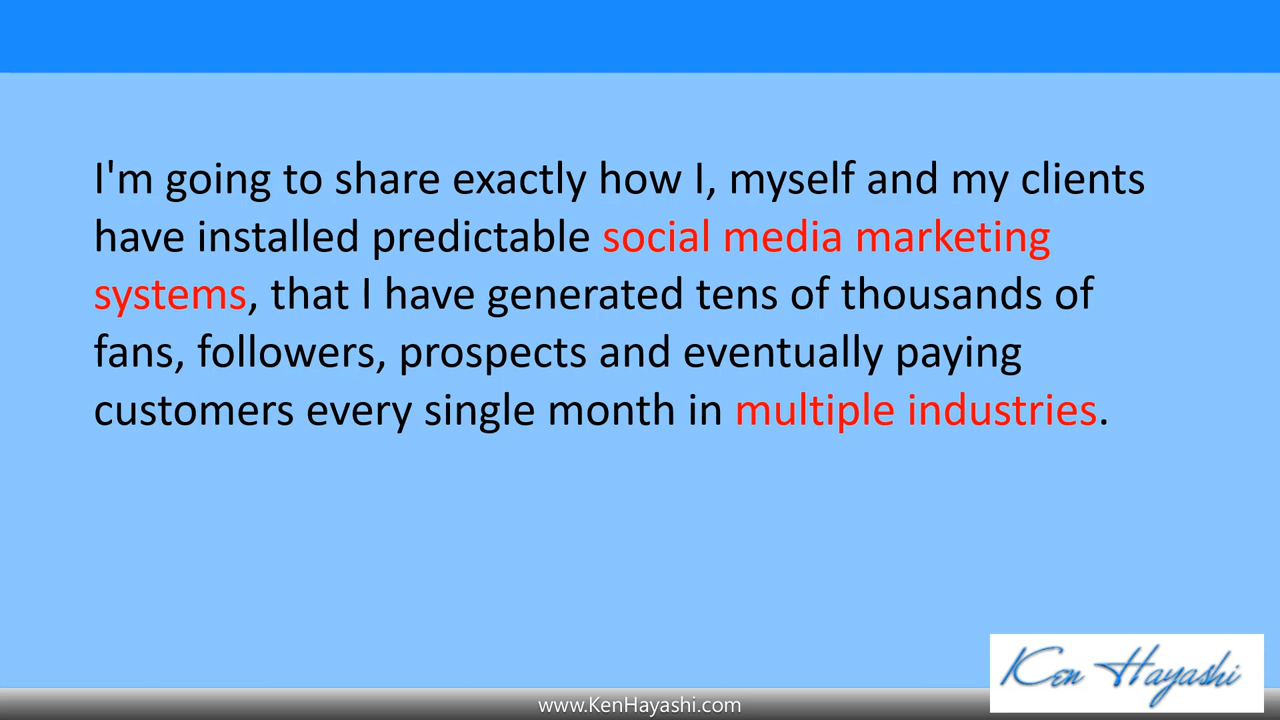 I'm going to share exactly how I, myself and my clients
have installed predictable social media marketing
systems, that I have generated tens of thousands of
fans, followers, prospects and eventually paying
customers every single month in multiple industries.
Ken Hayashi
www.KenHayashi.com